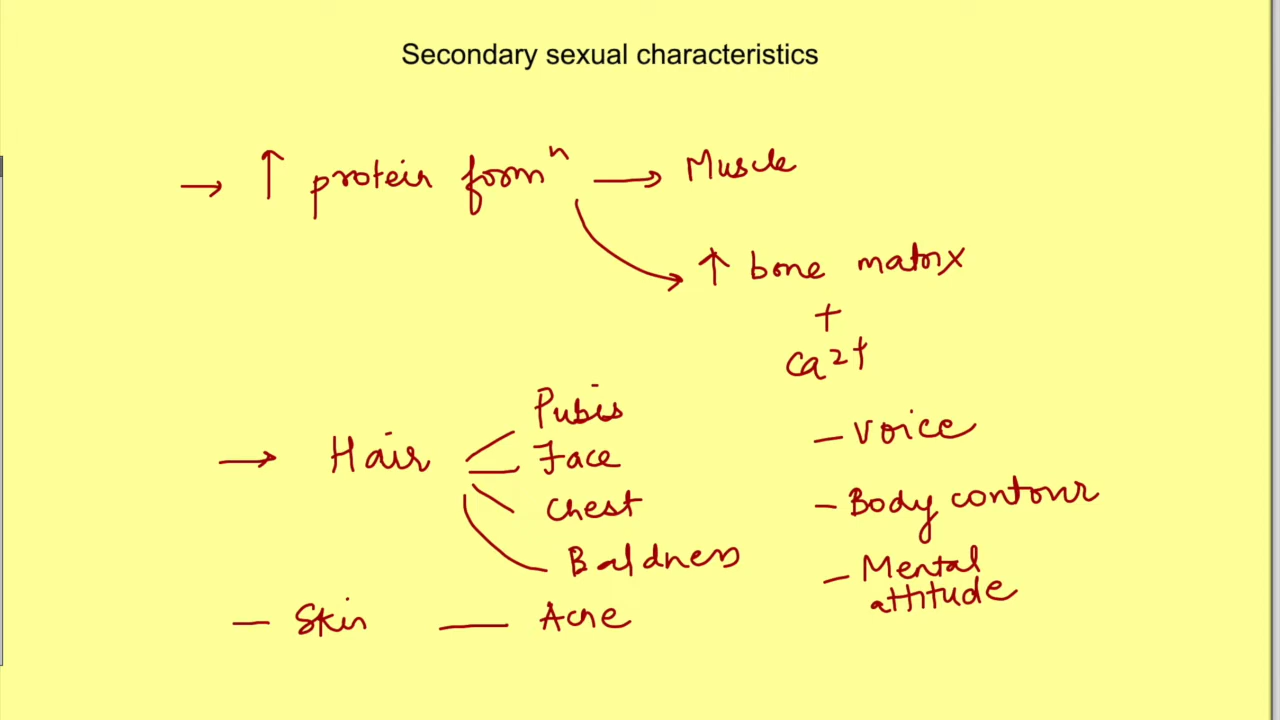 Secondary sexual characteristics
→ ↑ protein formⁿ → Muscle
↑ bone matrix
+
Ca2+
Pubis
→ Hair Face
Chest
Baldness
– Skin — Acne
– Voice
– Body contour
– Mental
attitude